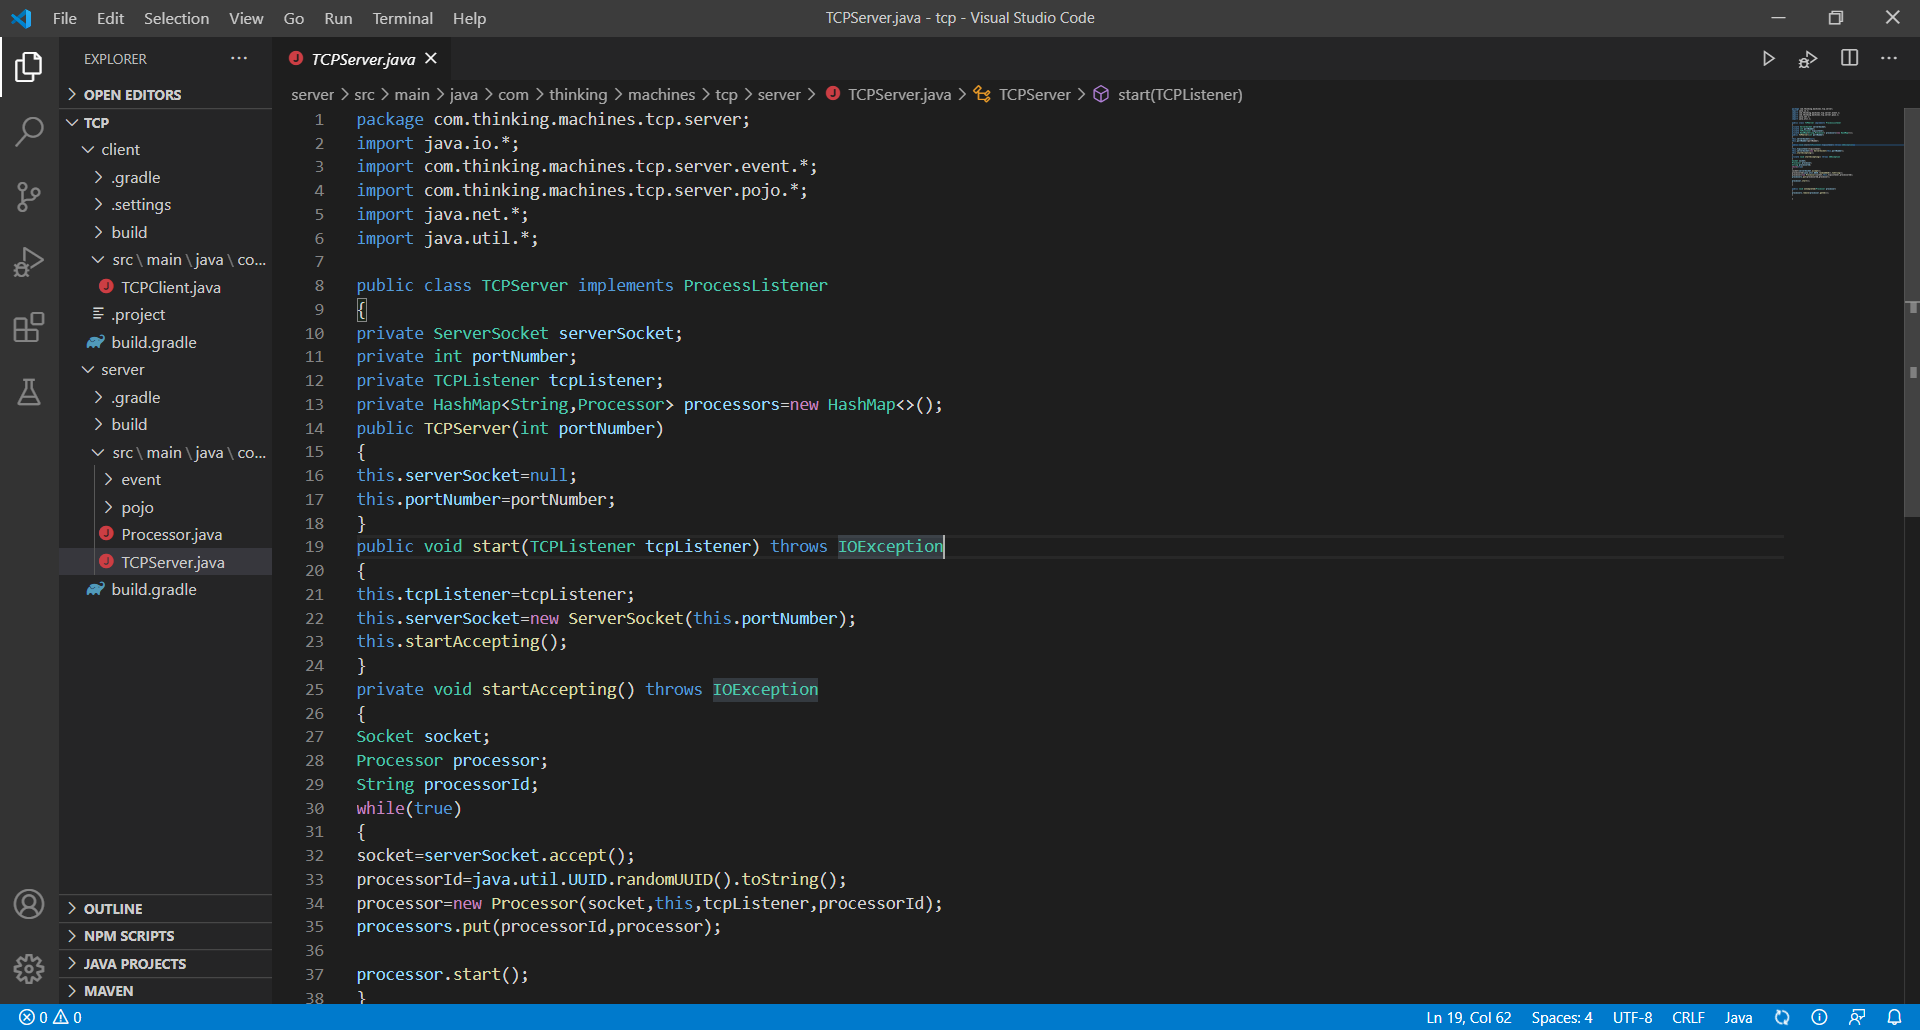 File Edit Selection View Go Run Terminal Help
TCPServer.java - tcp - Visual Studio Code
EXPLORER
OPEN EDITORS
TCP
client
.gradle
.settings
build
src\main\java\co...
TCPClient.java
.project
build.gradle
server
.gradle
build
src\main\java\co...
event
pojo
Processor.java
TCPServer.java
build.gradle
OUTLINE
NPM SCRIPTS
JAVA PROJECTS
MAVEN
TCPServer.java
server > src > main > java > com > thinking > machines > tcp > server > TCPServer.java > TCPServer > start(TCPListener)
1 package com.thinking.machines.tcp.server;
2 import java.io.*;
3 import com.thinking.machines.tcp.server.event.*;
4 import com.thinking.machines.tcp.server.pojo.*;
5 import java.net.*;
6 import java.util.*;
7
8 public class TCPServer implements ProcessListener
9 {
10 private ServerSocket serverSocket;
11 private int portNumber;
12 private TCPListener tcpListener;
13 private HashMap<String,Processor> processors=new HashMap<>();
14 public TCPServer(int portNumber)
15 {
16 this.serverSocket=null;
17 this.portNumber=portNumber;
18 }
19 public void start(TCPListener tcpListener) throws IOException
20 {
21 this.tcpListener=tcpListener;
22 this.serverSocket=new ServerSocket(this.portNumber);
23 this.startAccepting();
24 }
25 private void startAccepting() throws IOException
26 {
27 Socket socket;
28 Processor processor;
29 String processorId;
30 while(true)
31 {
32 socket=serverSocket.accept();
33 processorId=java.util.UUID.randomUUID().toString();
34 processor=new Processor(socket,this,tcpListener,processorId);
35 processors.put(processorId,processor);
36
37 processor.start();
38 }
0 0
Ln 19, Col 62 Spaces: 4 UTF-8 CRLF Java